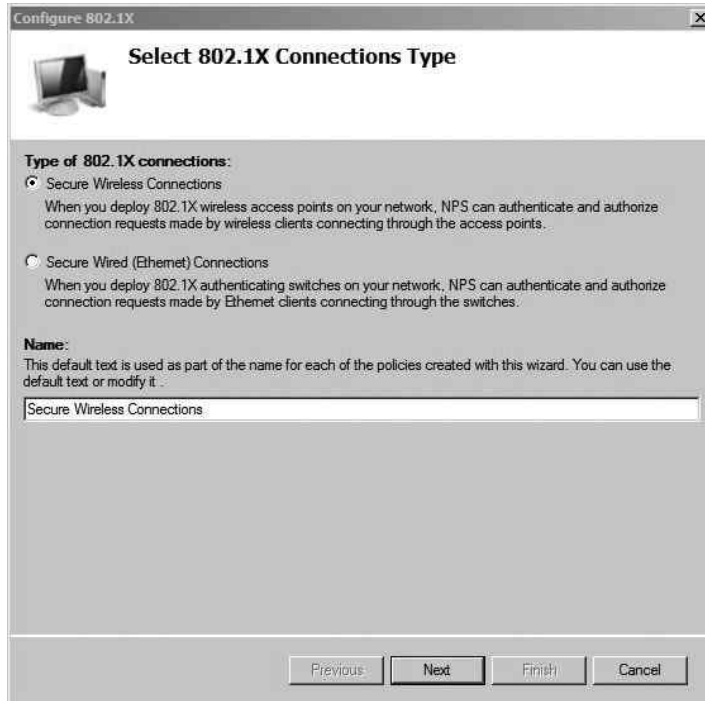 Configure 802.1X
Select 802.1X Connections Type
Type of 802.1X connections:
Secure Wireless Connections
When you deploy 802.1X wireless access points on your network, NPS can authenticate and authorize
connection requests made by wireless clients connecting through the access points.
Secure Wired (Ethernet) Connections
When you deploy 802.1X authenticating switches on your network, NPS can authenticate and authorize
connection requests made by Ethernet clients connecting through the switches.
Name:
This default text is used as part of the name for each of the policies created with this wizard. You can use the
default text or modify it .
Secure Wireless Connections
Previous Next Finish Cancel